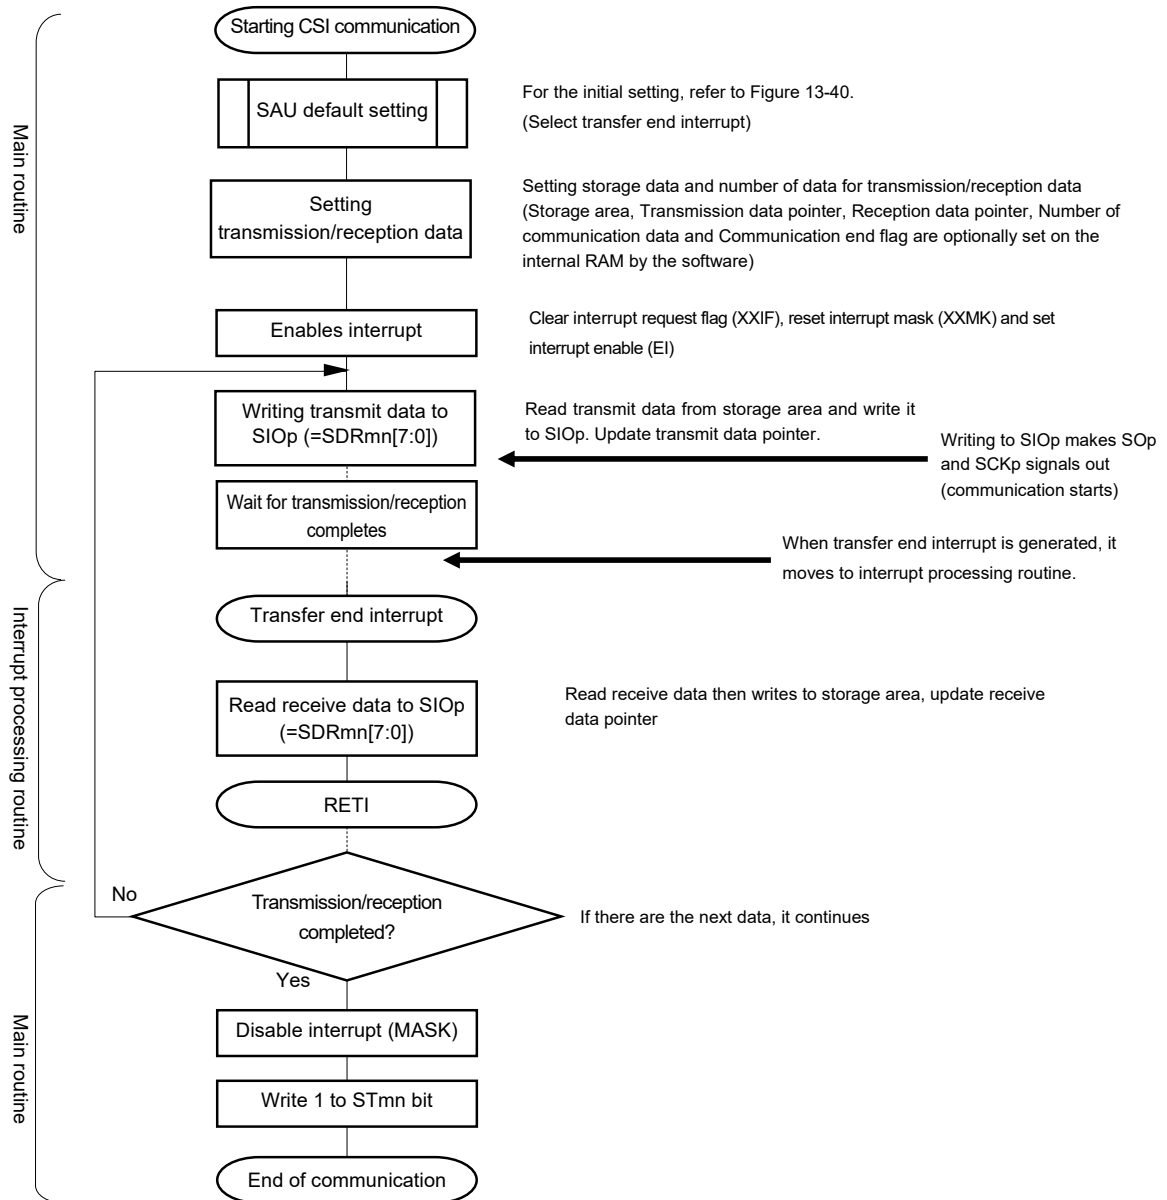 Main routine
Starting CSI communication
SAU default setting
For the initial setting, refer to Figure 13-40.
(Select transfer end interrupt)
Setting
transmission/reception data
Setting storage data and number of data for transmission/reception data
(Storage area, Transmission data pointer, Reception data pointer, Number of
communication data and Communication end flag are optionally set on the
internal RAM by the software)
Enables interrupt
Clear interrupt request flag (XXIF), reset interrupt mask (XXMK) and set
interrupt enable (EI)
Writing transmit data to
SIOp (=SDRmn[7:0])
Read transmit data from storage area and write it
to SIOp. Update transmit data pointer.
Writing to SIOp makes SOp
and SCKp signals out
(communication starts)
Wait for transmission/reception
completes
When transfer end interrupt is generated, it
moves to interrupt processing routine.
Interrupt processing routine
Transfer end interrupt
Read receive data to SIOp
(=SDRmn[7:0])
Read receive data then writes to storage area, update receive
data pointer
RETI
No
Transmission/reception
completed?
If there are the next data, it continues
Yes
Main routine
Disable interrupt (MASK)
Write 1 to STmn bit
End of communication